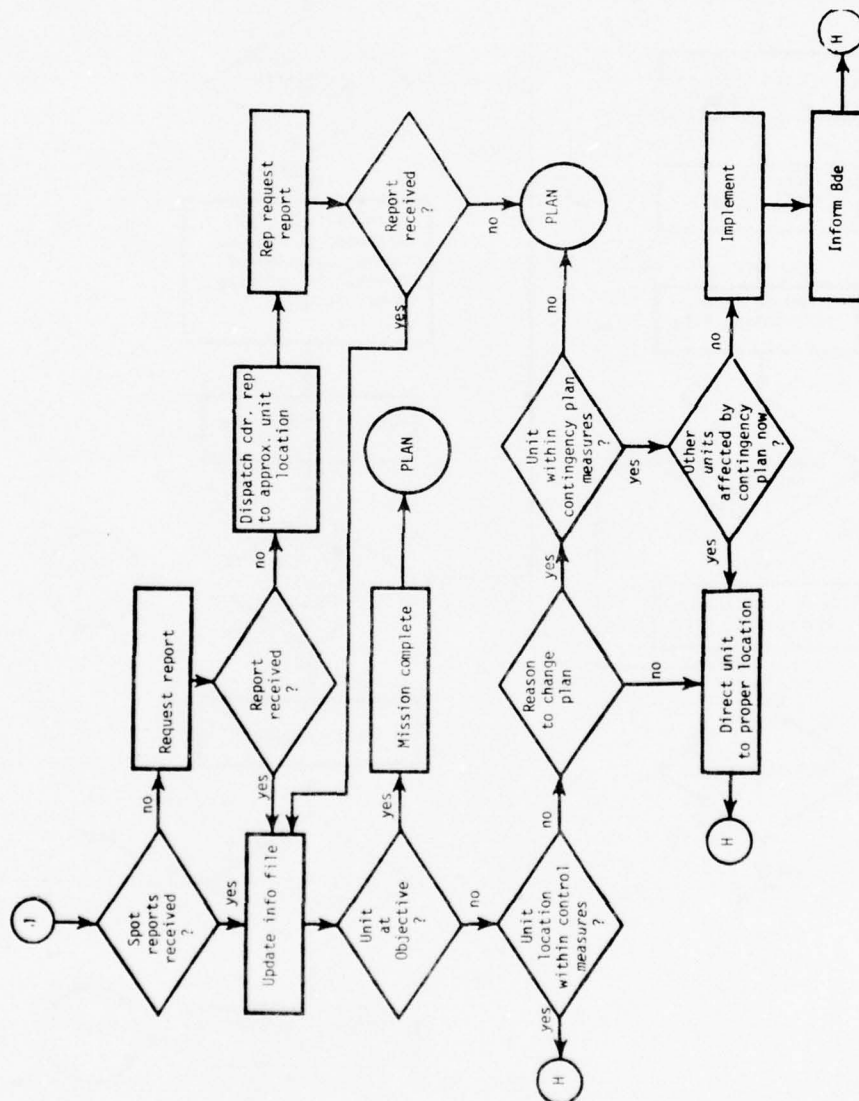 J
Spot
reports
received
?
no
yes
Request report
Report
received
?
no
yes
Dispatch cdr. rep.
to approx. unit
location
Rep request
report
Report
received
?
yes
no
PLAN
Update info file
Unit
at
Objective
?
yes
no
Mission complete
PLAN
Unit
location
within control
measures
?
yes
H
no
Reason
to change
plan
yes
no
Unit
within
contingency plan
measures
?
no
yes
Direct unit
to proper location
H
Other
units
affected by
contingency
plan now
?
yes
no
Implement
Inform Bde
H